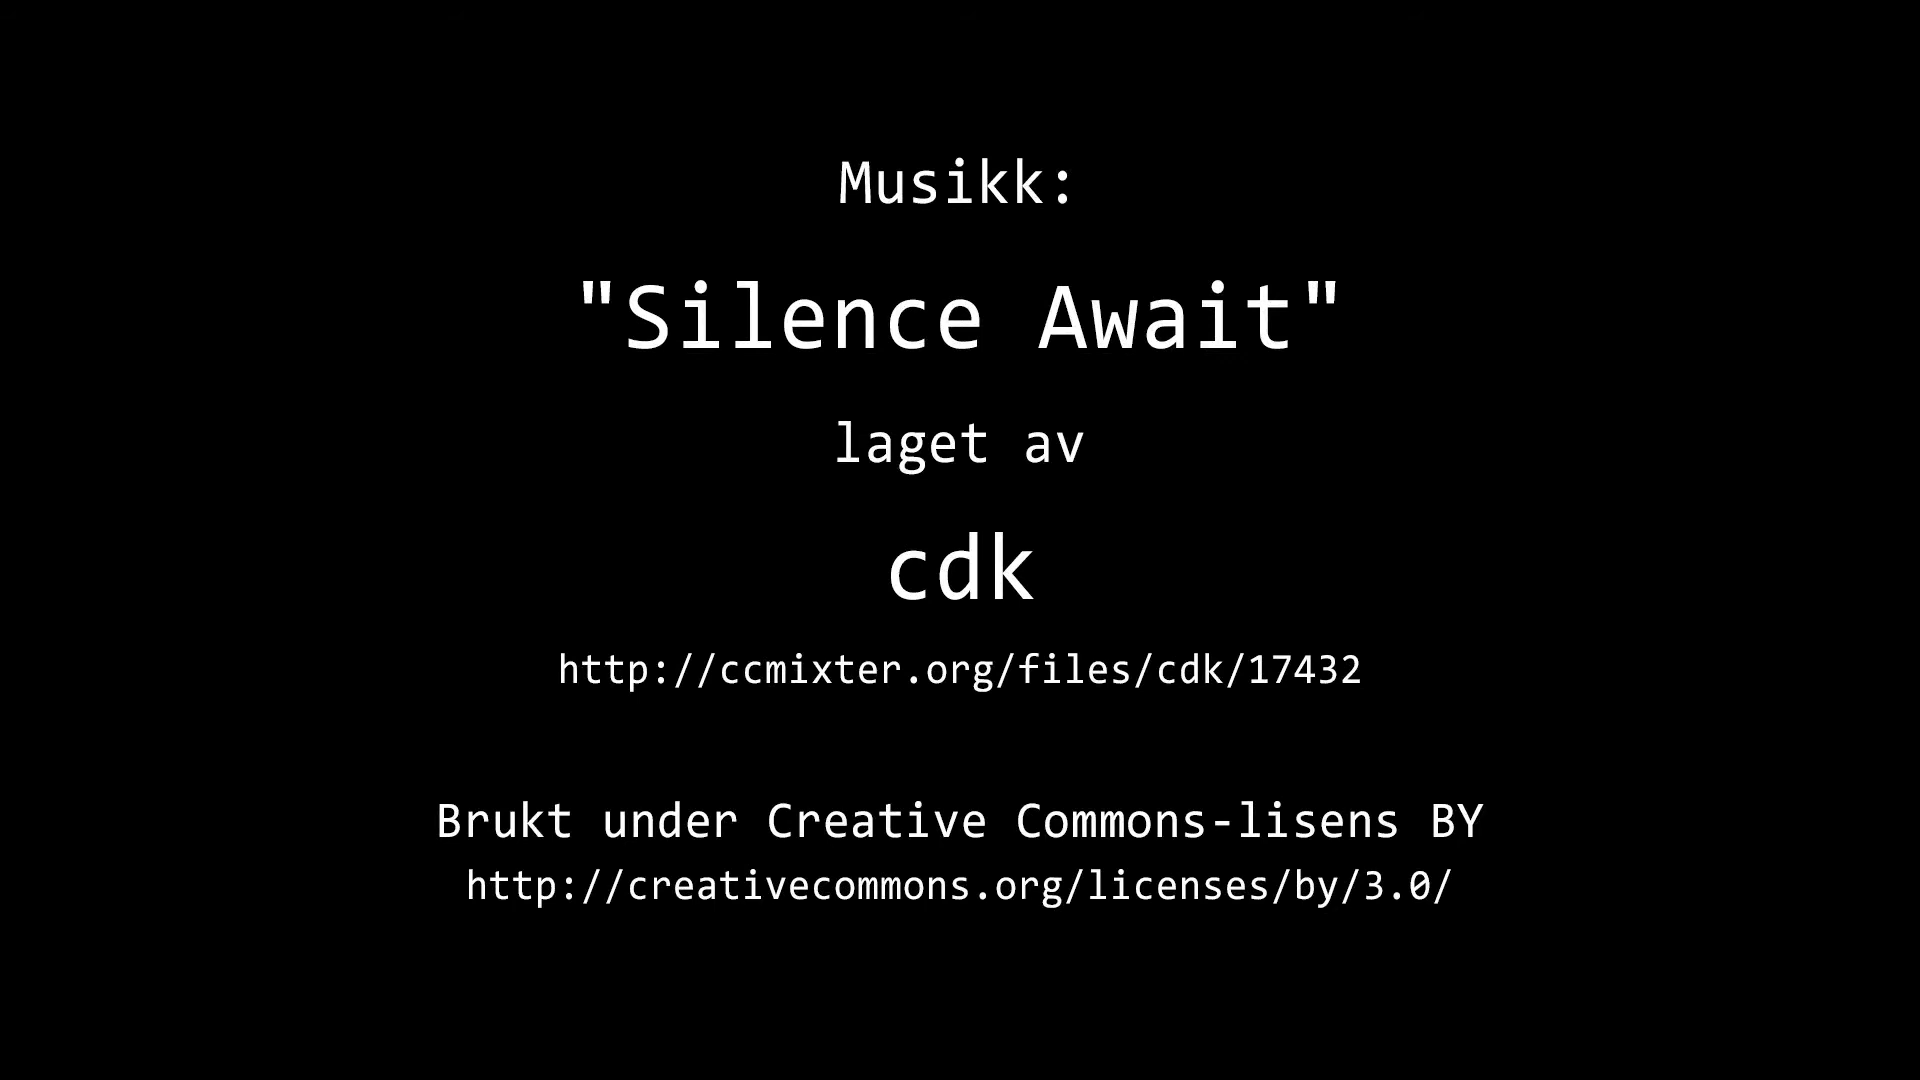 Musikk:
"Silence Await"
laget av
cdk
http://ccmixter.org/files/cdk/17432
Brukt under Creative Commons-lisens BY
http://creativecommons.org/licenses/by/3.0/